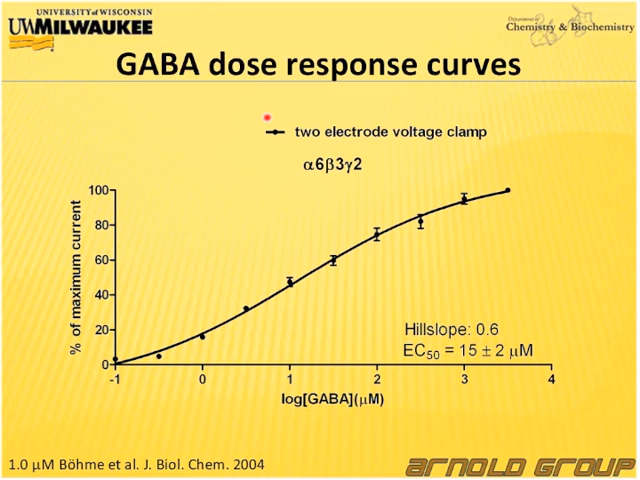 UNIVERSITY of WISCONSIN
UWMILWAUKEE
Department of
Chemistry & Biochemistry
GABA dose response curves
two electrode voltage clamp
α6β3γ2
% of maximum current
100
80
60
40
20
0
Hillslope: 0.6
EC50 = 15 ± 2 μM
-1 0 1 2 3 4
log[GABA](μM)
1.0 μM Böhme et al. J. Biol. Chem. 2004
ARNOLD GROUP